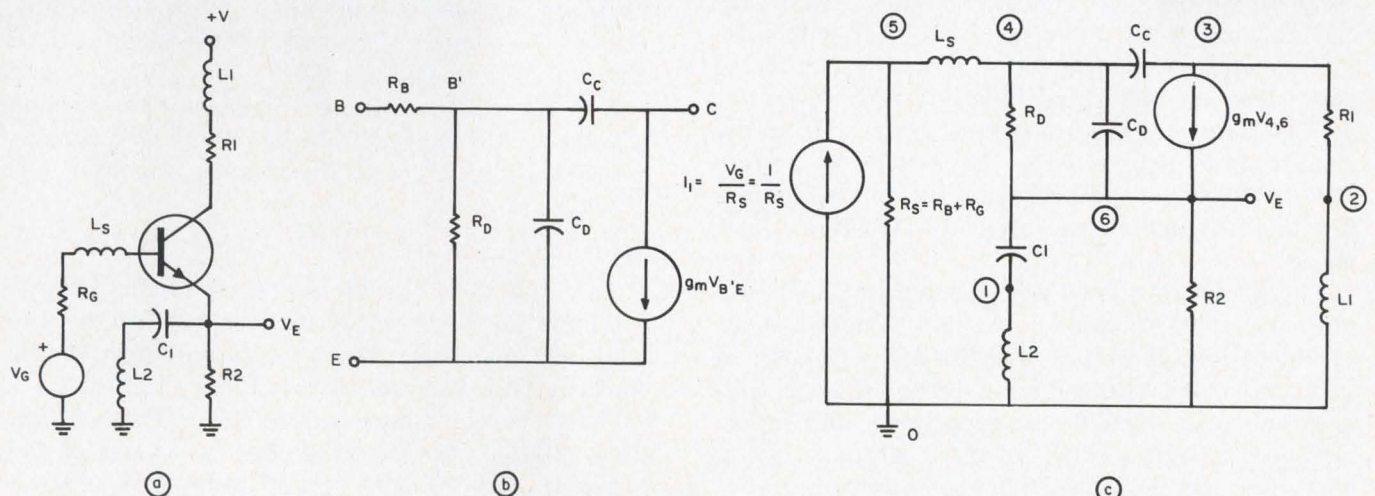 +V
L1
R1
LS
RG
+
VG
L2
C1
VE
R2
a
B
RB
B'
CC
C
RD
CD
gmVB'E
E
b
5
LS
4
CC
3
I1 = VG/RS = 1/RS
RS = RB + RG
RD
CD
gmV4,6
R1
VE
2
6
C1
1
L2
R2
L1
O
c